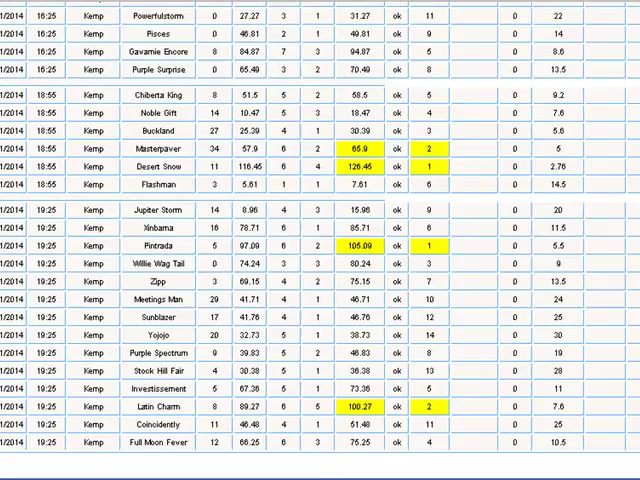 1/2014 16:25 Kemp Powerfulstorm 0 27.27 3 1 31.27 ok 11 0 22
1/2014 16:25 Kemp Pisces 0 46.81 2 1 49.81 ok 9 0 14
1/2014 16:25 Kemp Gavarnie Encore 8 84.87 7 3 94.87 ok 5 0 8.6
1/2014 16:25 Kemp Purple Surprise 0 65.49 3 2 70.49 ok 8 0 13.5
1/2014 18:55 Kemp Chiberta King 8 51.5 5 2 58.5 ok 5 0 9.2
1/2014 18:55 Kemp Noble Gift 14 10.47 5 3 18.47 ok 4 0 7.6
1/2014 18:55 Kemp Buckland 27 25.39 4 1 30.39 ok 3 0 5.6
1/2014 18:55 Kemp Masterpaver 34 57.9 6 2 65.9 ok 2 0 5
1/2014 18:55 Kemp Desert Snow 11 116.45 6 4 126.45 ok 1 0 2.76
1/2014 18:55 Kemp Flashman 3 5.61 1 1 7.61 ok 6 0 14.5
1/2014 19:25 Kemp Jupiter Storm 14 8.96 4 3 15.96 ok 9 0 20
1/2014 19:25 Kemp Xinbama 16 78.71 6 1 85.71 ok 6 0 11.5
1/2014 19:25 Kemp Pintrada 5 97.09 6 2 105.09 ok 1 0 5.5
1/2014 19:25 Kemp Willie Wag Tail 0 74.24 3 3 80.24 ok 3 0 9
1/2014 19:25 Kemp Zipp 3 69.15 4 2 75.15 ok 7 0 13.5
1/2014 19:25 Kemp Meetings Man 29 41.71 4 1 46.71 ok 10 0 24
1/2014 19:25 Kemp Sunblazer 17 41.76 4 1 46.76 ok 12 0 25
1/2014 19:25 Kemp Yojojo 20 32.73 5 1 38.73 ok 14 0 30
1/2014 19:25 Kemp Purple Spectrum 9 39.83 5 2 46.83 ok 8 0 19
1/2014 19:25 Kemp Stock Hill Fair 4 30.38 5 1 36.38 ok 13 0 28
1/2014 19:25 Kemp Investissement 5 67.36 5 1 73.36 ok 5 0 11
1/2014 19:25 Kemp Latin Charm 8 89.27 6 5 100.27 ok 2 0 7.6
1/2014 19:25 Kemp Coincidently 11 46.48 4 1 51.48 ok 11 0 25
1/2014 19:25 Kemp Full Moon Fever 12 66.25 6 3 75.25 ok 4 0 10.5